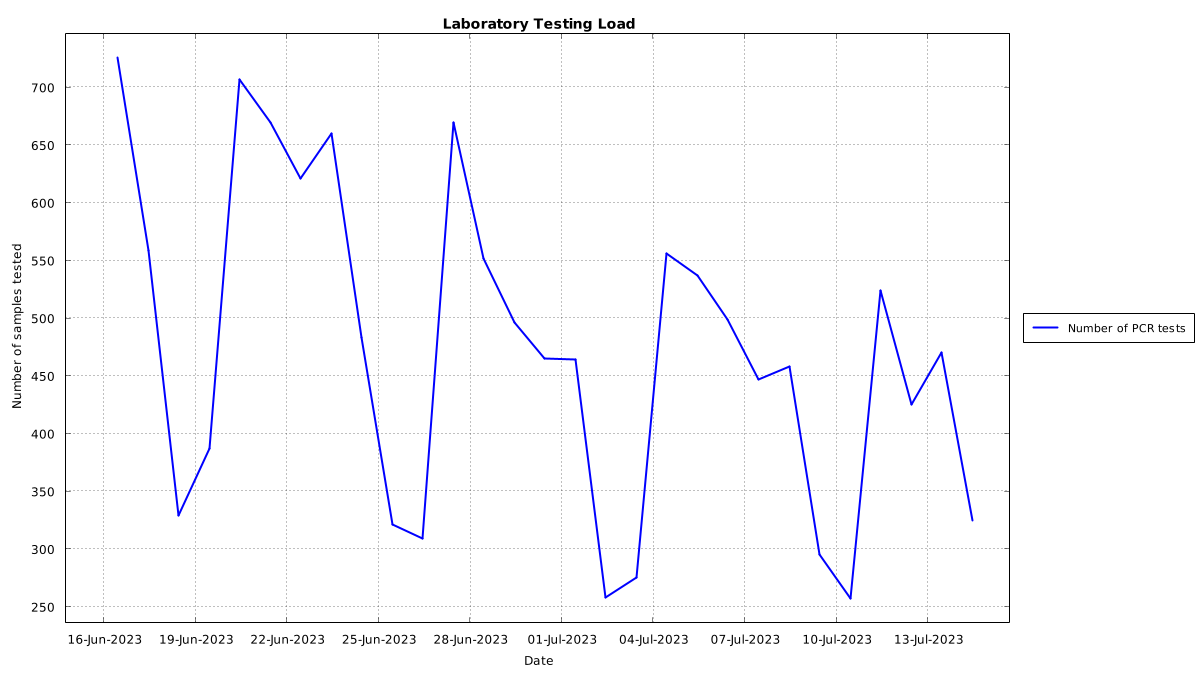 Laboratory Testing Load
Number of samples tested
700
650
600
550
500
450
400
350
300
250
16-Jun-2023 19-Jun-2023 22-Jun-2023 25-Jun-2023 28-Jun-2023 01-Jul-2023 04-Jul-2023 07-Jul-2023 10-Jul-2023 13-Jul-2023
Date
Number of PCR tests